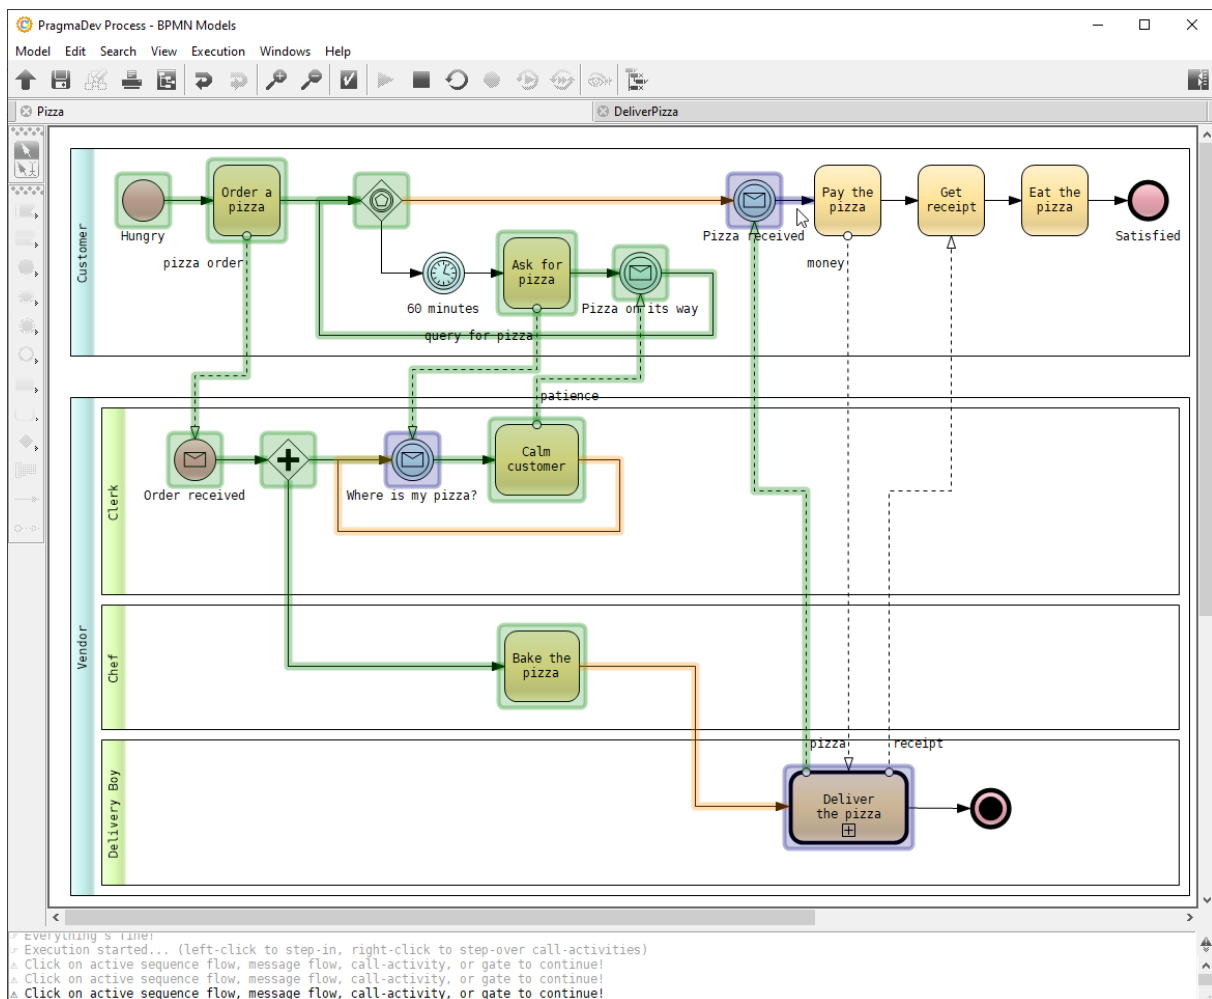 PragmaDev Process - BPMN Models
Model Edit Search View Execution Windows Help
Pizza
DeliverPizza
Customer
Hungry
Order a
pizza
pizza order
60 minutes
Ask for
pizza
query for pizza
Pizza on its way
Pizza received
Pay the
pizza
money
Get
receipt
Eat the
pizza
Satisfied
patience
Vendor
Clerk
Order received
Where is my pizza?
Calm
customer
Chef
Bake the
pizza
Delivery Boy
pizza
receipt
Deliver
the pizza
Everything's fine!
Execution started... (left-click to step-in, right-click to step-over call-activities)
Click on active sequence flow, message flow, call-activity, or gate to continue!
Click on active sequence flow, message flow, call-activity, or gate to continue!
Click on active sequence flow, message flow, call-activity, or gate to continue!